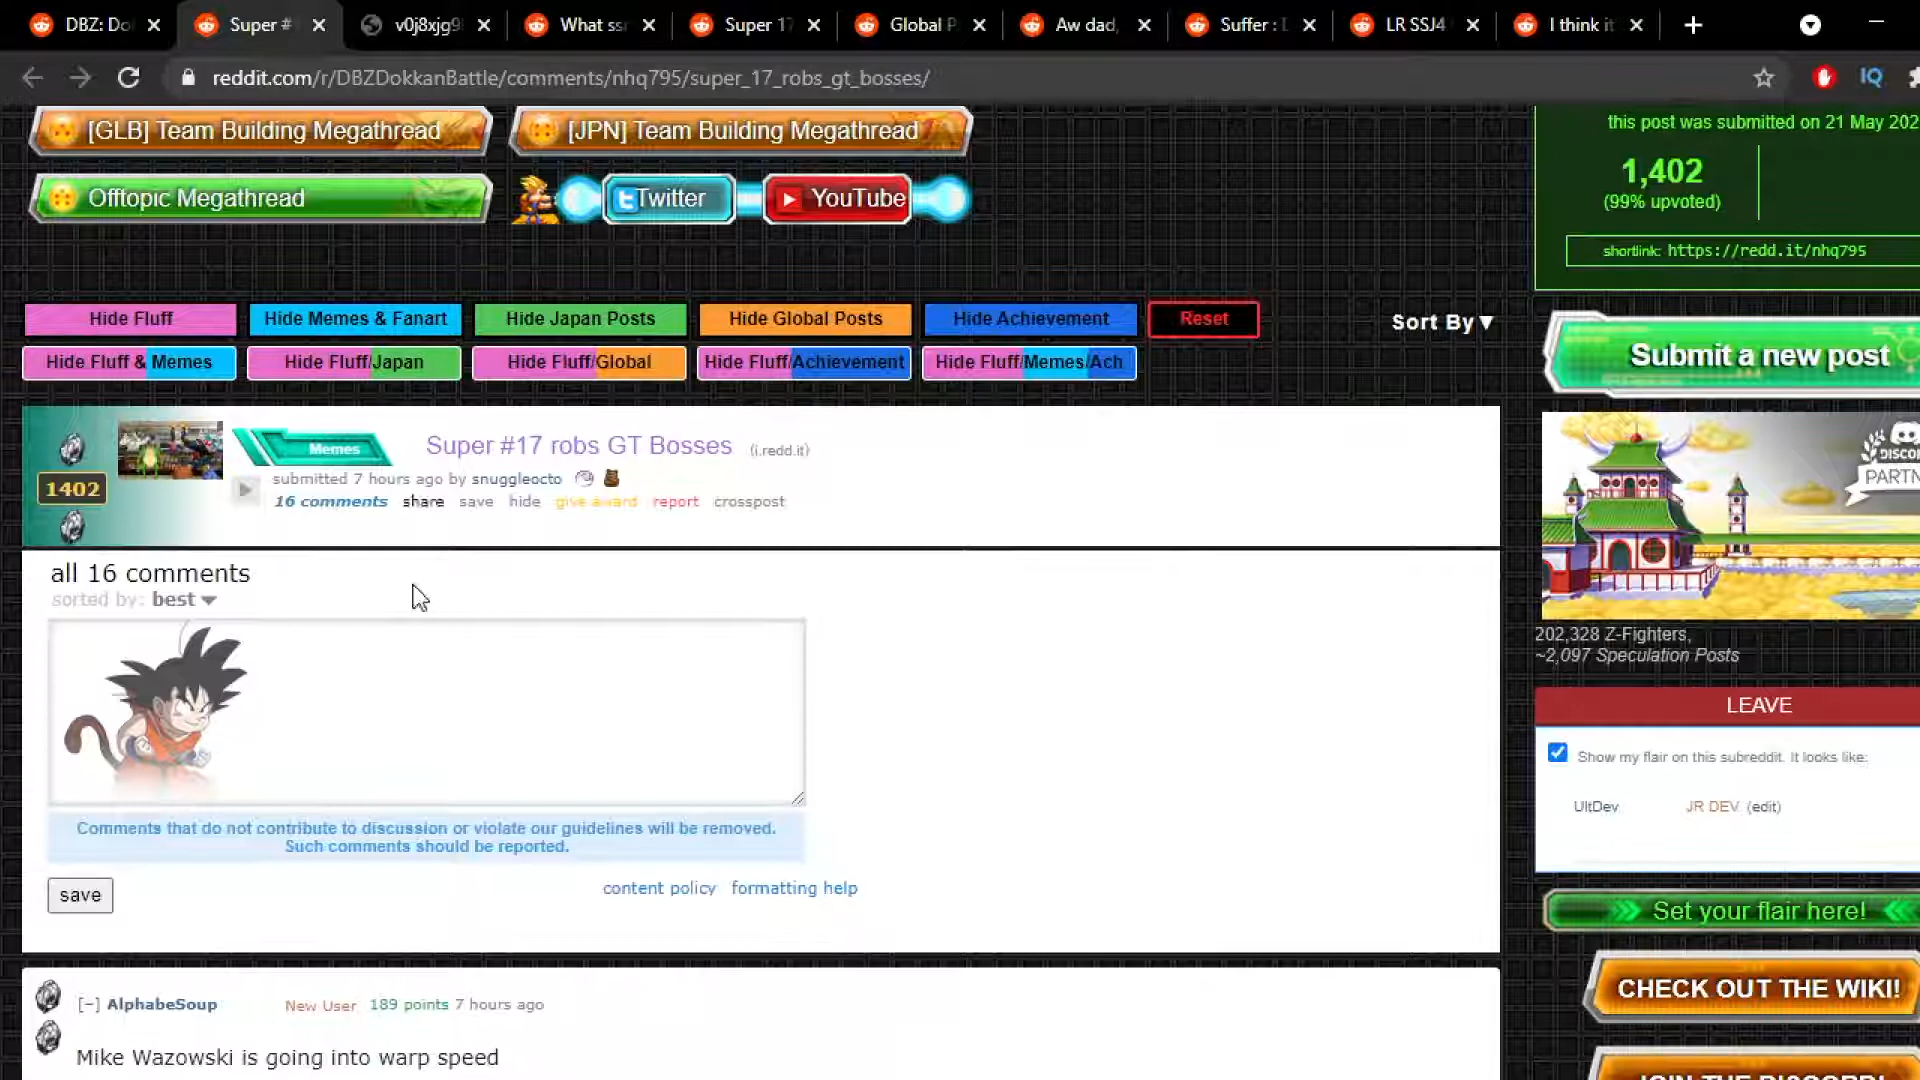 DBZ: Do
Super #
v0j8xjg9
What ss
Super 17
Global P
Aw dad,
Suffer : 
LR SSJ4
I think it
reddit.com/r/DBZDokkanBattle/comments/nhq795/super_17_robs_gt_bosses/
IQ
[GLB] Team Building Megathread
[JPN] Team Building Megathread
Offtopic Megathread
Twitter
YouTube
this post was submitted on 21 May 202
1,402
(99% upvoted)
shortlink: https://redd.it/nhq795
Hide Fluff
Hide Memes & Fanart
Hide Japan Posts
Hide Global Posts
Hide Achievement
Reset
Sort By▼
Hide Fluff & Memes
Hide Fluff/Japan
Hide Fluff/Global
Hide Fluff/Achievement
Hide Fluff/Memes/Ach
Submit a new post
1402
Memes
Super #17 robs GT Bosses (i.redd.it)
submitted 7 hours ago by snuggleocto
16 comments share save hide give award report crosspost
DISCO
PARTN
all 16 comments
sorted by: best
Comments that do not contribute to discussion or violate our guidelines will be removed.
Such comments should be reported.
save
content policy formatting help
202,328 Z-Fighters,
~2,097 Speculation Posts
LEAVE
Show my flair on this subreddit. It looks like:
UltDev JR DEV (edit)
Set your flair here!
CHECK OUT THE WIKI!
JOIN THE DISCORD!
[–] AlphabeSoup New User 189 points 7 hours ago
Mike Wazowski is going into warp speed